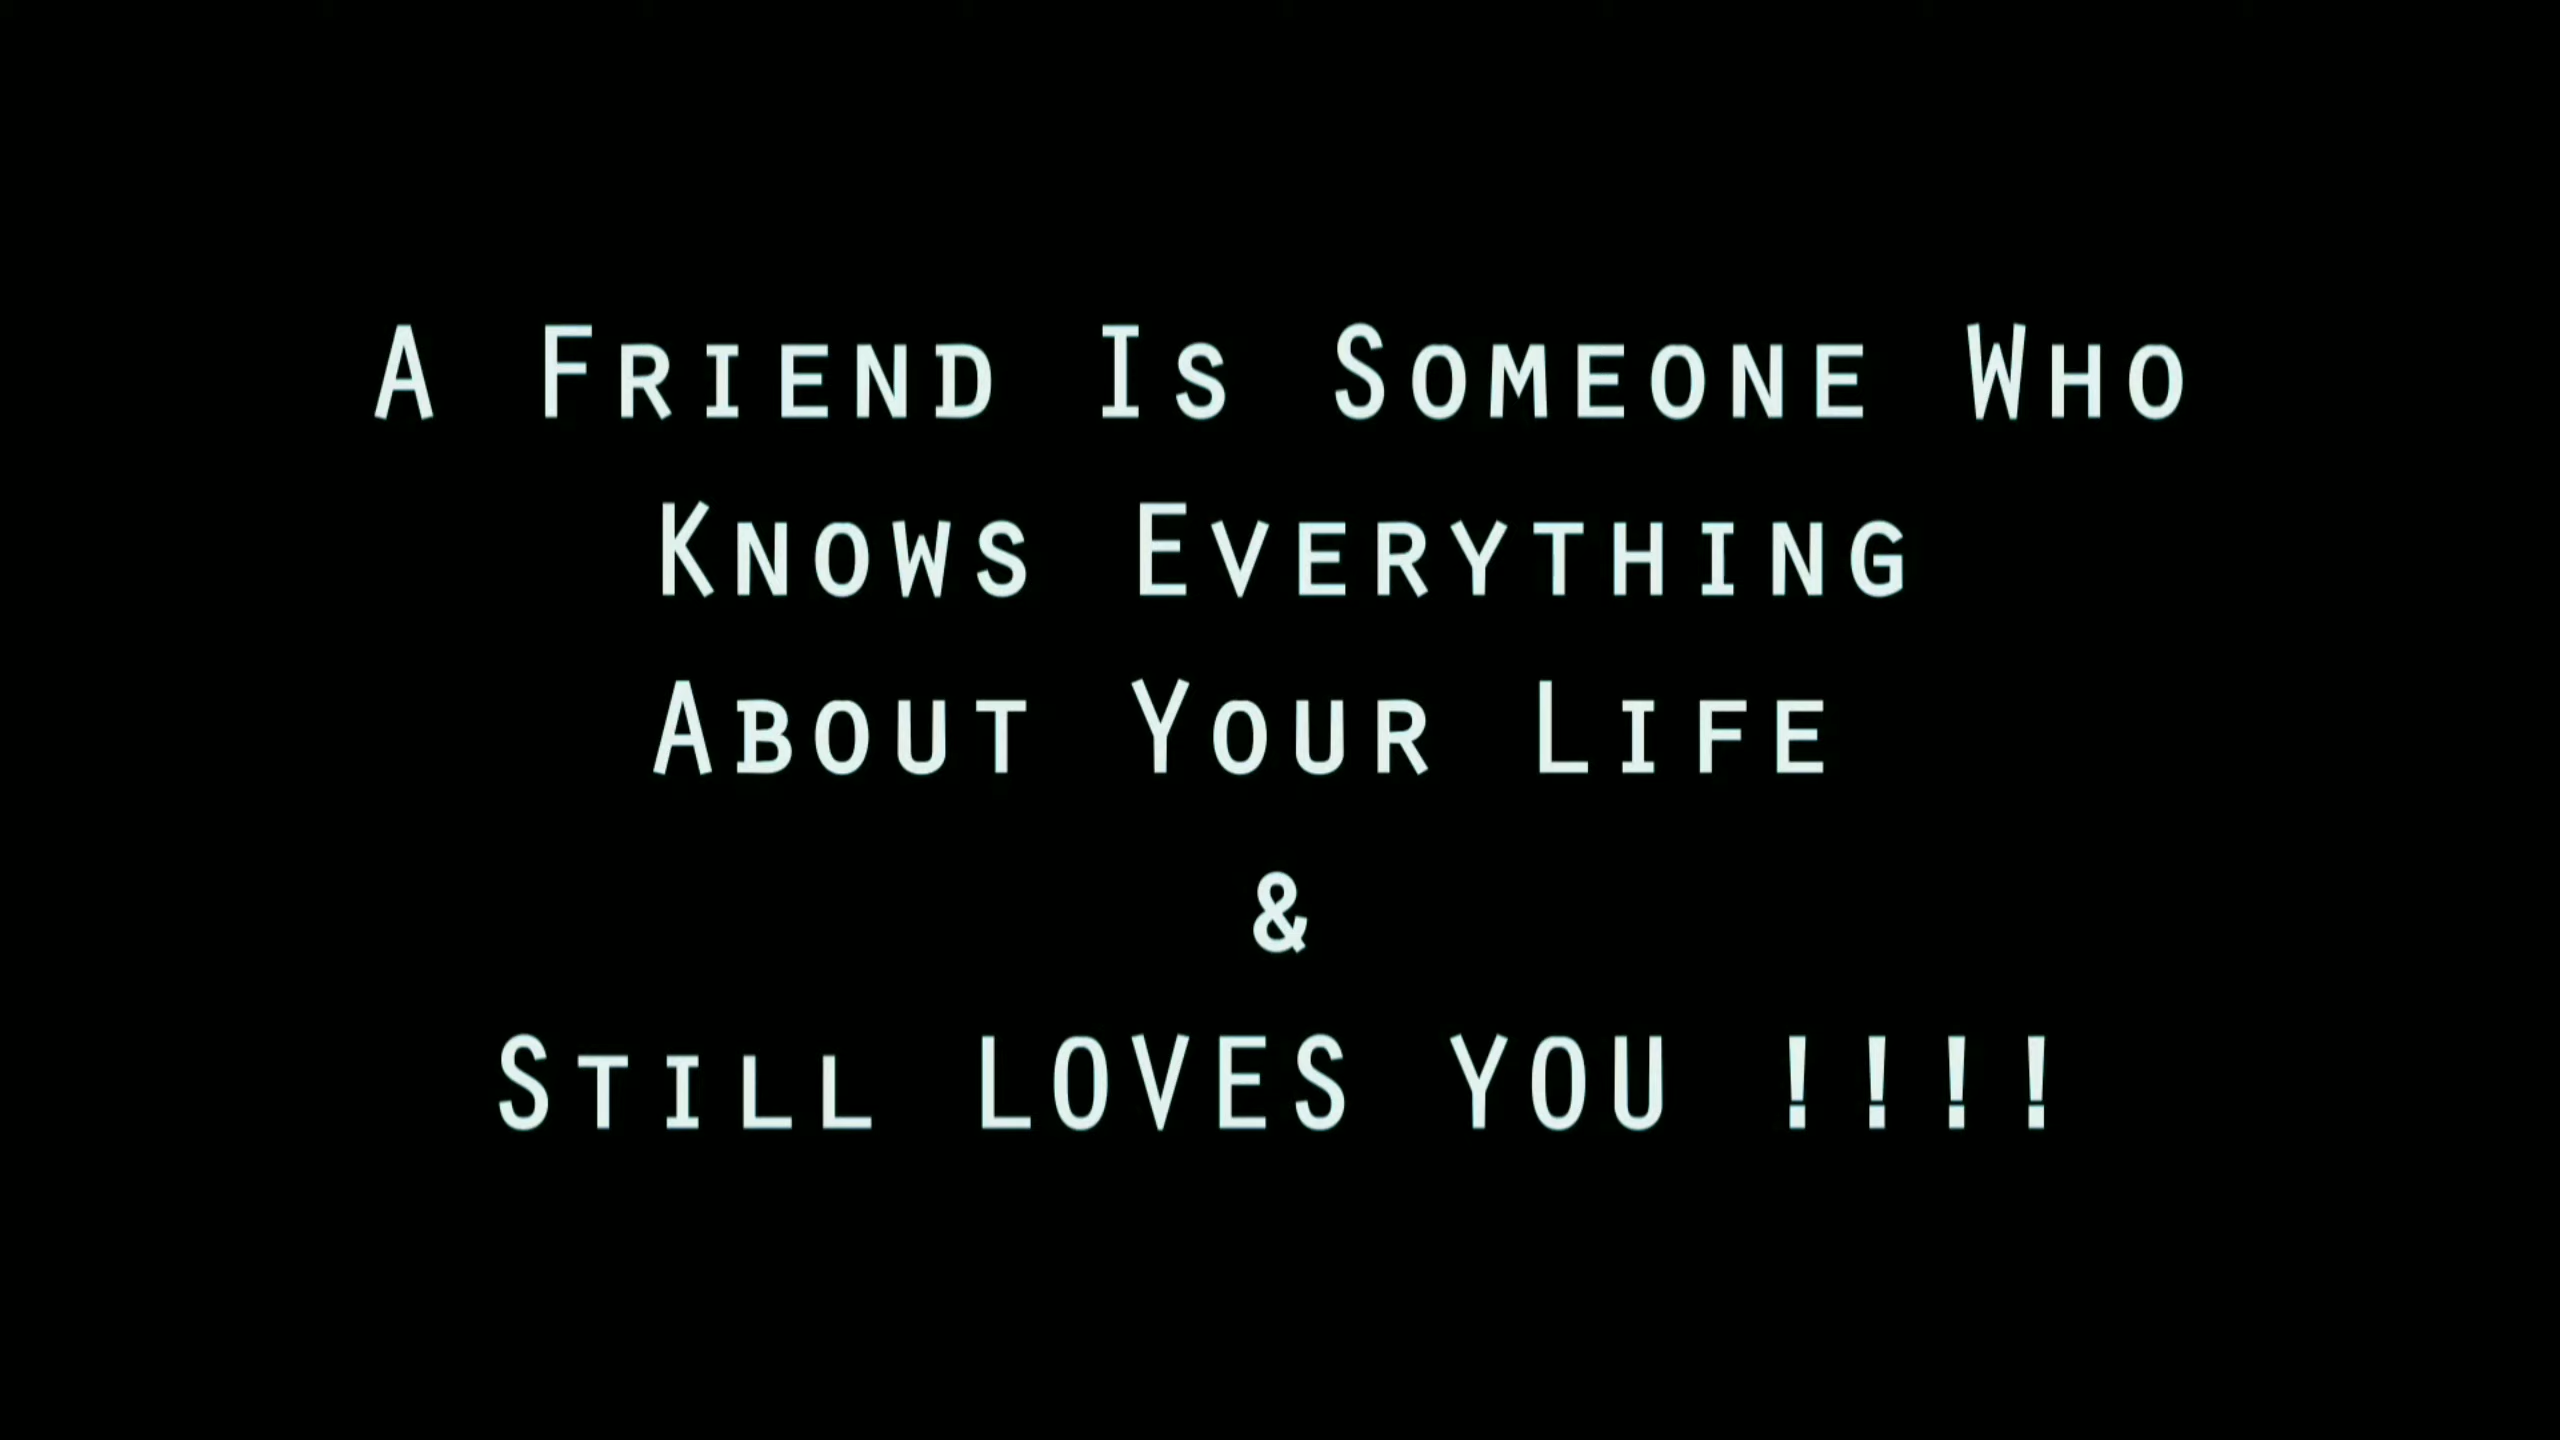 A Friend Is Someone Who
Knows Everything
About Your Life
&
Still LOVES YOU !!!!